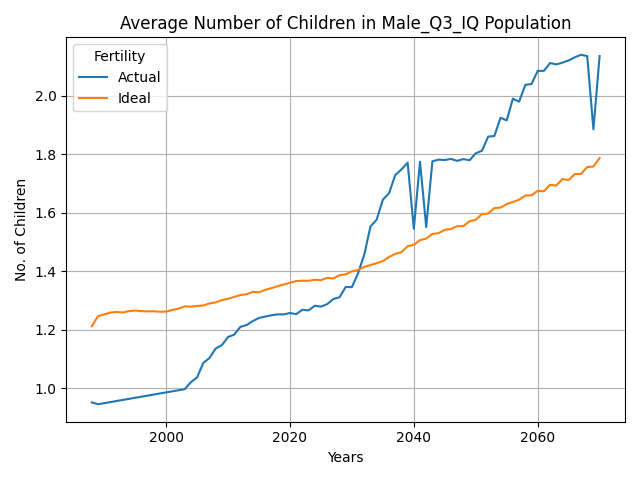 Average Number of Children in Male_Q3_IQ Population
Fertility
Actual
Ideal
No. of Children
2.0
1.8
1.6
1.4
1.2
1.0
2000
2020
2040
2060
Years